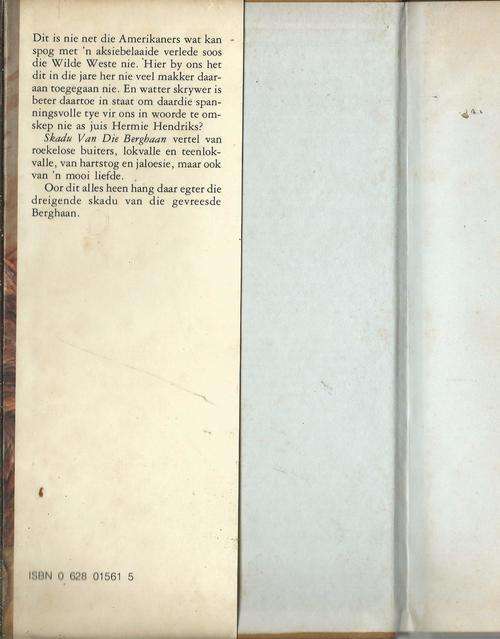 Dit is nie net die Amerikaners wat kan
spog met 'n aksiebelaaide verlede soos
die Wilde Weste nie. Hier by ons het
dit in die jare her nie veel makker daar-
aan toegegaan nie. En watter skrywer is
beter daartoe in staat om daardie span-
ningsvolle tye vir ons in woorde te om-
skep nie as juis Hermie Hendriks?
Skadu Van Die Berghaan vertel van
roekelose buiters, lokvalle en teenlok-
valle, van hartstog en jaloesie, maar ook
van 'n mooi liefde.
Oor dit alles heen hang daar egter die
dreigende skadu van die gevreesde
Berghaan.
ISBN 0 628 01561 5